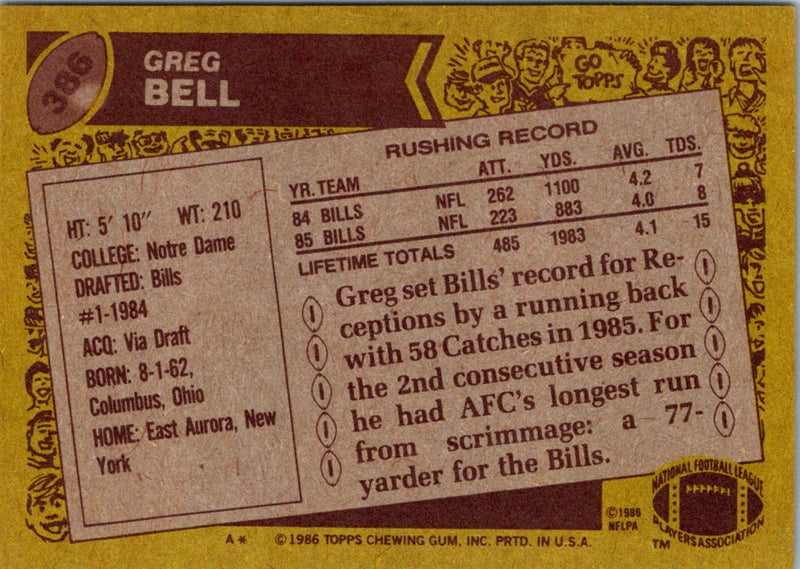 386
GREG
BELL
GO
TOPPS
RUSHING RECORD
YR. TEAM ATT. YDS. AVG. TDS.
84 BILLS NFL 262 1100 4.2 7
85 BILLS NFL 223 883 4.0 8
LIFETIME TOTALS 485 1983 4.1 15
HT: 5' 10" WT: 210
COLLEGE: Notre Dame
DRAFTED: Bills
#1-1984
ACQ: Via Draft
BORN: 8-1-62,
Columbus, Ohio
HOME: East Aurora, New
York
Greg set Bills' record for Re-
ceptions by a running back
with 58 Catches in 1985. For
the 2nd consecutive season
he had AFC's longest run
from scrimmage: a 77-
yarder for the Bills.
A* ©1986 TOPPS CHEWING GUM, INC. PRTD. IN U.S.A.
©1986
NFLPA
NATIONAL FOOTBALL LEAGUE
PLAYERS ASSOCIATION
TM